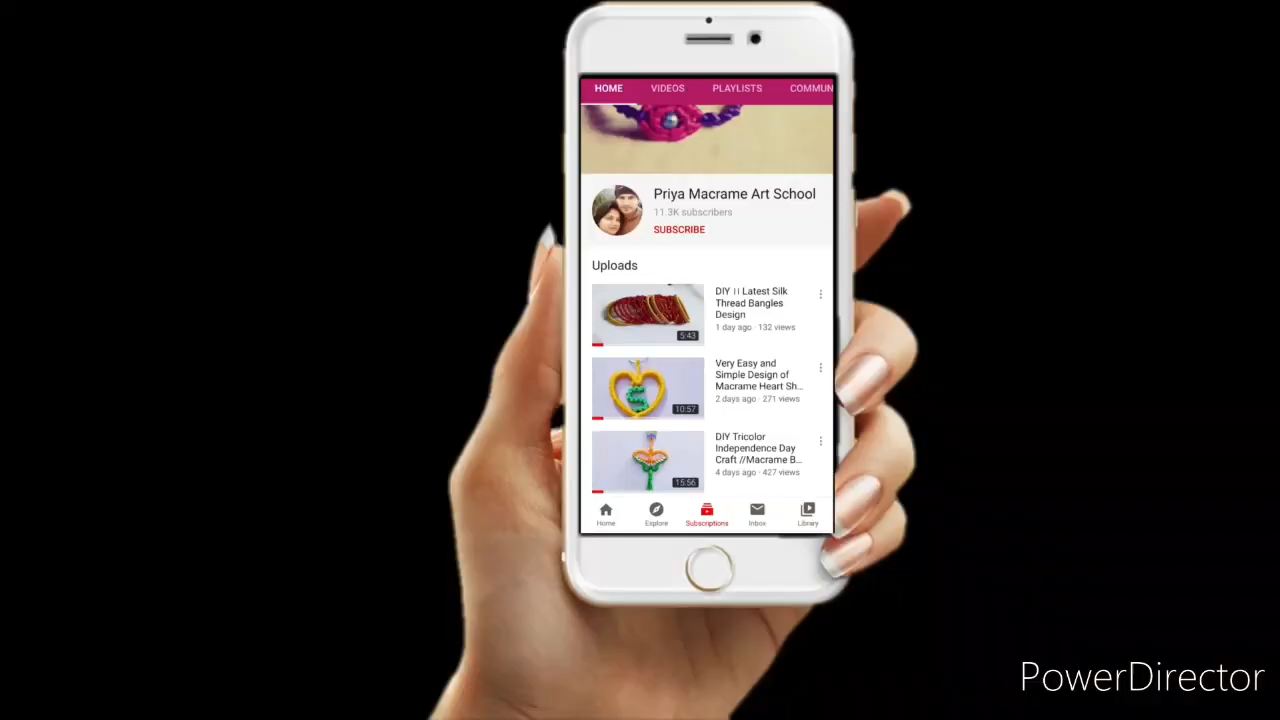 HOME VIDEOS PLAYLISTS COMMUN
Priya Macrame Art School
11.3K subscribers
SUBSCRIBE
Uploads
DIY || Latest Silk
Thread Bangles
Design
1 day ago · 132 views
5:43
Very Easy and
Simple Design of
Macrame Heart Sh...
2 days ago · 271 views
10:57
DIY Tricolor
Independence Day
Craft //Macrame B...
4 days ago · 427 views
15:56
Home Explore Subscriptions Inbox Library
PowerDirector